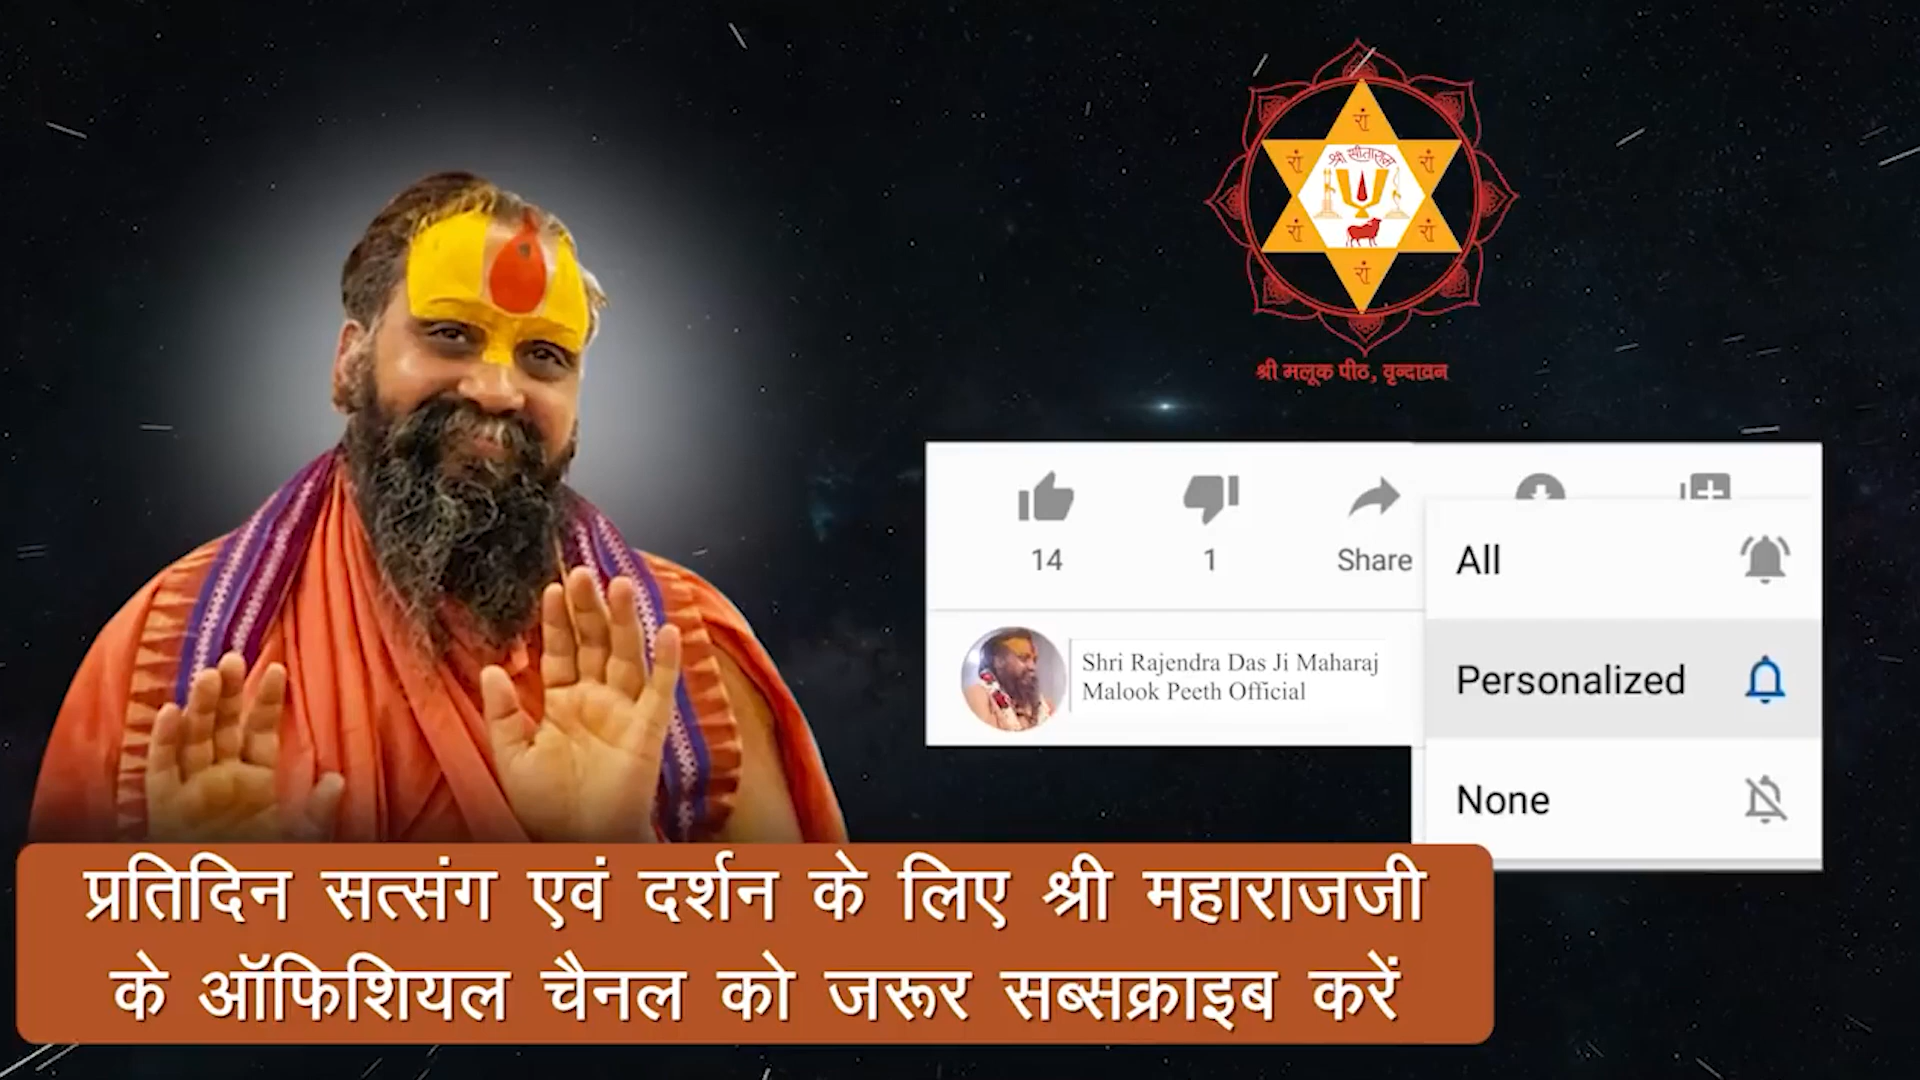 रां
रां
श्री सीताराम
रां
रां
रां
रां
श्री मलूक पीठ, वृन्दावन
14
1
Share
All
Shri Rajendra Das Ji Maharaj
Malook Peeth Official
Personalized
None
प्रतिदिन सत्संग एवं दर्शन के लिए श्री महाराजजी
के ऑफिशियल चैनल को जरूर सब्सक्राइब करें